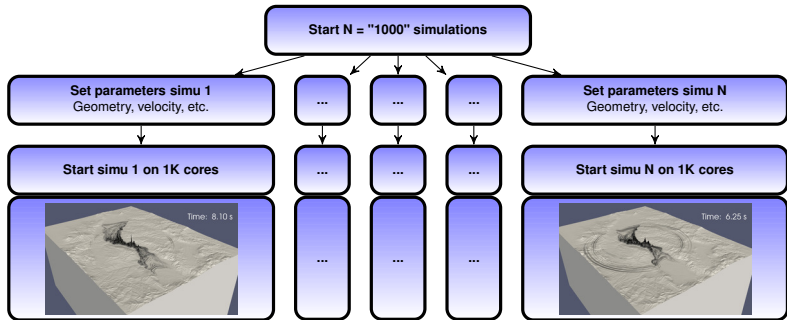 Start N = "1000" simulations
Set parameters simu 1
Geometry, velocity, etc.
...
...
...
Set parameters simu N
Geometry, velocity, etc.
Start simu 1 on 1K cores
...
...
...
Start simu N on 1K cores
Time: 8.10 s
...
...
...
Time: 6.25 s